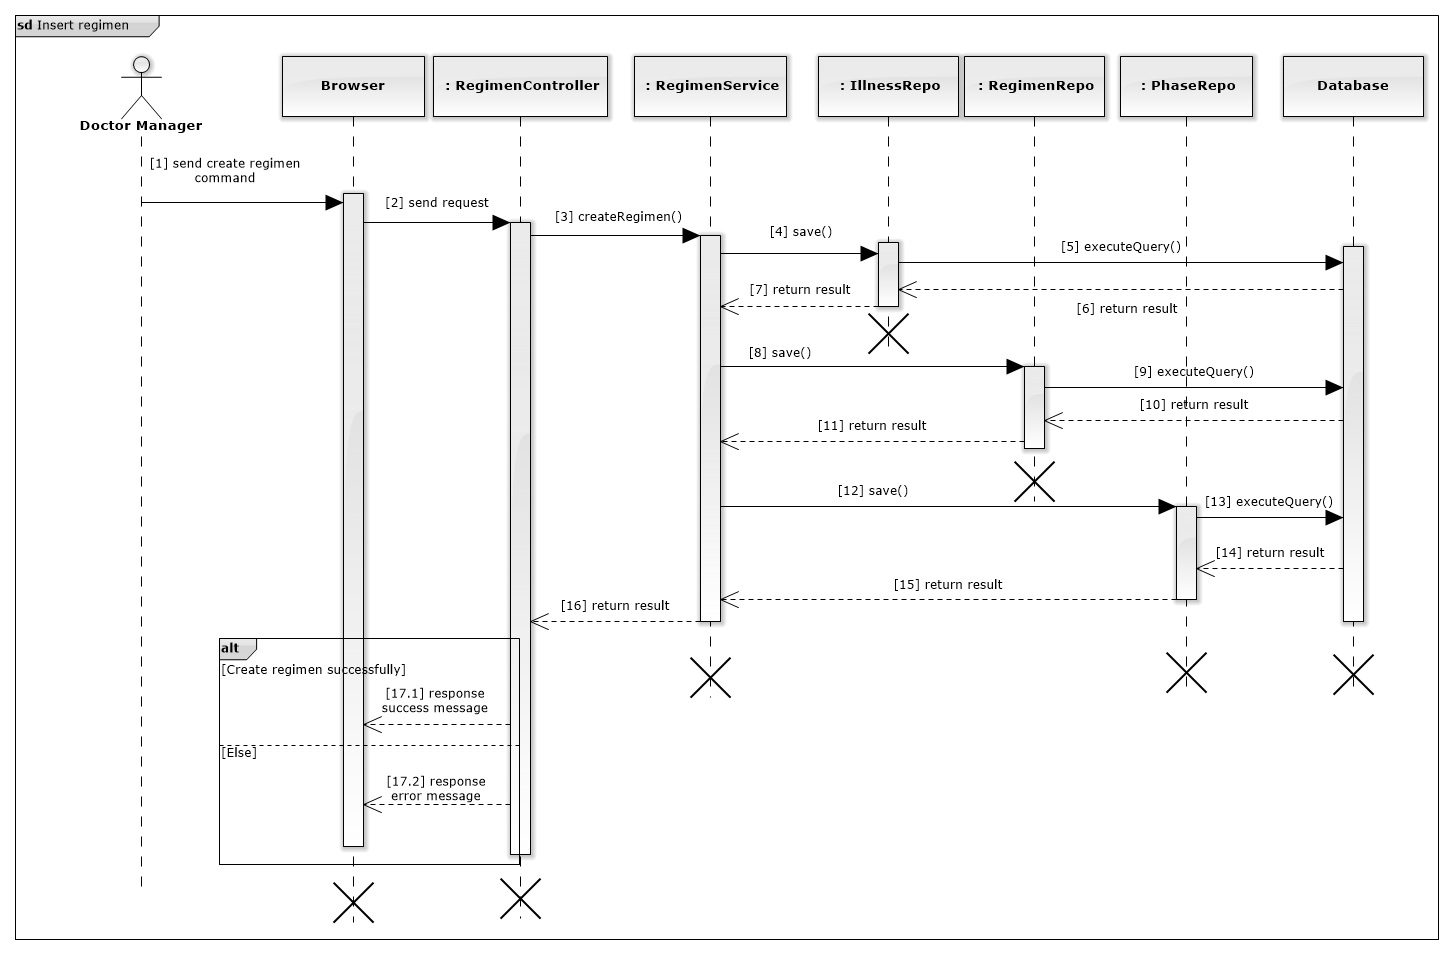 sd Insert regimen
Doctor Manager
Browser
: RegimenController
: RegimenService
: IllnessRepo
: RegimenRepo
: PhaseRepo
Database
[1] send create regimen
command
[2] send request
[3] createRegimen()
[4] save()
[5] executeQuery()
[6] return result
[7] return result
[8] save()
[9] executeQuery()
[10] return result
[11] return result
[12] save()
[13] executeQuery()
[14] return result
[15] return result
[16] return result
alt
[Create regimen successfully]
[17.1] response
success message
[Else]
[17.2] response
error message